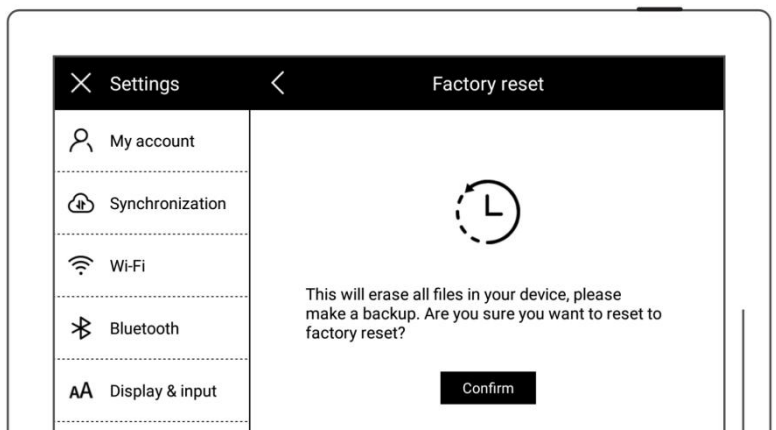 Settings
Factory reset
My account
Synchronization
Wi-Fi
Bluetooth
AA Display & input
This will erase all files in your device, please
make a backup. Are you sure you want to reset to
factory reset?
Confirm